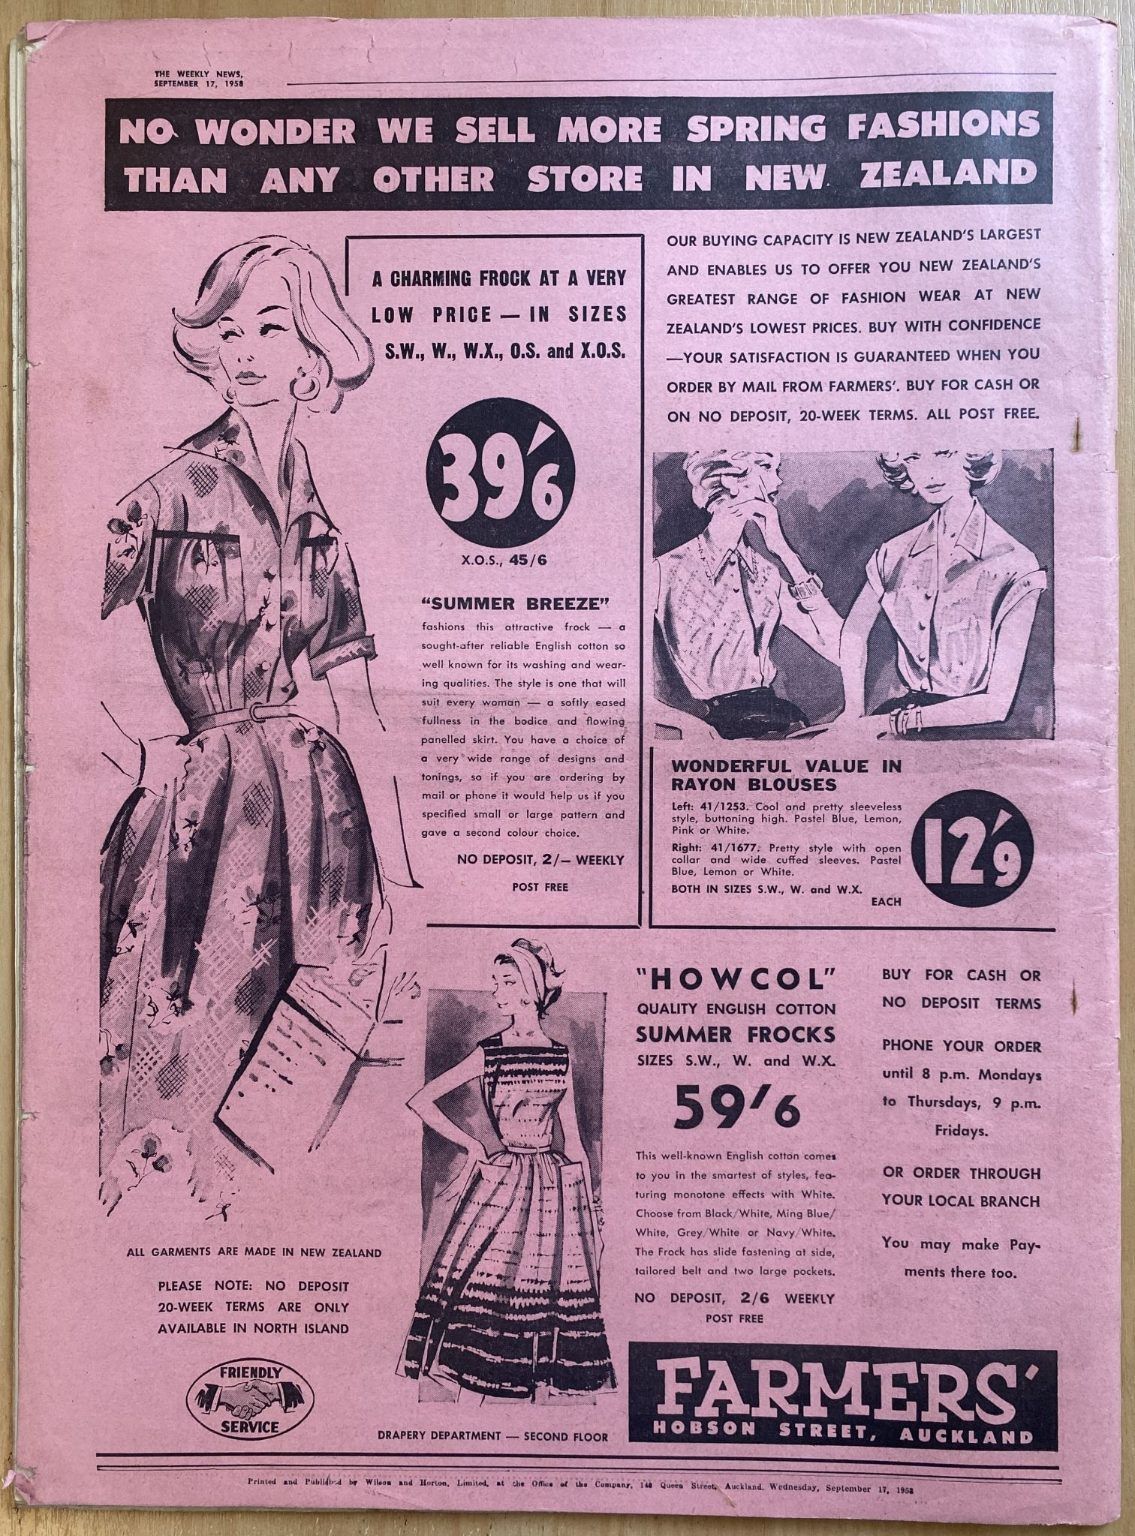 THE WEEKLY NEWS,
SEPTEMBER 17, 1958
NO WONDER WE SELL MORE SPRING FASHIONS
THAN ANY OTHER STORE IN NEW ZEALAND
A CHARMING FROCK AT A VERY
LOW PRICE — IN SIZES
S.W., W., W.X., O.S. and X.O.S.
39'6
X.O.S., 45/6
"SUMMER BREEZE"
fashions this attractive frock — a
sought-after reliable English cotton so
well known for its washing and wear-
ing qualities. The style is one that will
suit every woman — a softly eased
fullness in the bodice and flowing
panelled skirt. You have a choice of
a very wide range of designs and
tonings, so if you are ordering by
mail or phone it would help us if you
specified small or large pattern and
gave a second colour choice.
NO DEPOSIT, 2/— WEEKLY
POST FREE
OUR BUYING CAPACITY IS NEW ZEALAND'S LARGEST
AND ENABLES US TO OFFER YOU NEW ZEALAND'S
GREATEST RANGE OF FASHION WEAR AT NEW
ZEALAND'S LOWEST PRICES. BUY WITH CONFIDENCE
—YOUR SATISFACTION IS GUARANTEED WHEN YOU
ORDER BY MAIL FROM FARMERS'. BUY FOR CASH OR
ON NO DEPOSIT, 20-WEEK TERMS. ALL POST FREE.
WONDERFUL VALUE IN
RAYON BLOUSES
Left: 41/1253. Cool and pretty sleeveless
style, buttoning high. Pastel Blue, Lemon,
Pink or White.
Right: 41/1677. Pretty style with open
collar and wide cuffed sleeves. Pastel
Blue, Lemon or White.
BOTH IN SIZES S.W., W. and W.X.
EACH
12'9
"HOWCOL"
QUALITY ENGLISH COTTON
SUMMER FROCKS
SIZES S.W., W. and W.X.
59'6
This well-known English cotton comes
to you in the smartest of styles, fea-
turing monotone effects with White.
Choose from Black/White, Ming Blue/
White, Grey/White or Navy/White.
The Frock has slide fastening at side,
tailored belt and two large pockets.
NO DEPOSIT, 2/6 WEEKLY
POST FREE
BUY FOR CASH OR
NO DEPOSIT TERMS
PHONE YOUR ORDER
until 8 p.m. Mondays
to Thursdays, 9 p.m.
Fridays.
OR ORDER THROUGH
YOUR LOCAL BRANCH
You may make Pay-
ments there too.
ALL GARMENTS ARE MADE IN NEW ZEALAND
PLEASE NOTE: NO DEPOSIT
20-WEEK TERMS ARE ONLY
AVAILABLE IN NORTH ISLAND
FRIENDLY
SERVICE
DRAPERY DEPARTMENT — SECOND FLOOR
FARMERS'
HOBSON STREET, AUCKLAND
Printed and Published by Wilson and Horton, Limited, at the Office of the Company, 149 Queen Street, Auckland. Wednesday, September 17, 1958